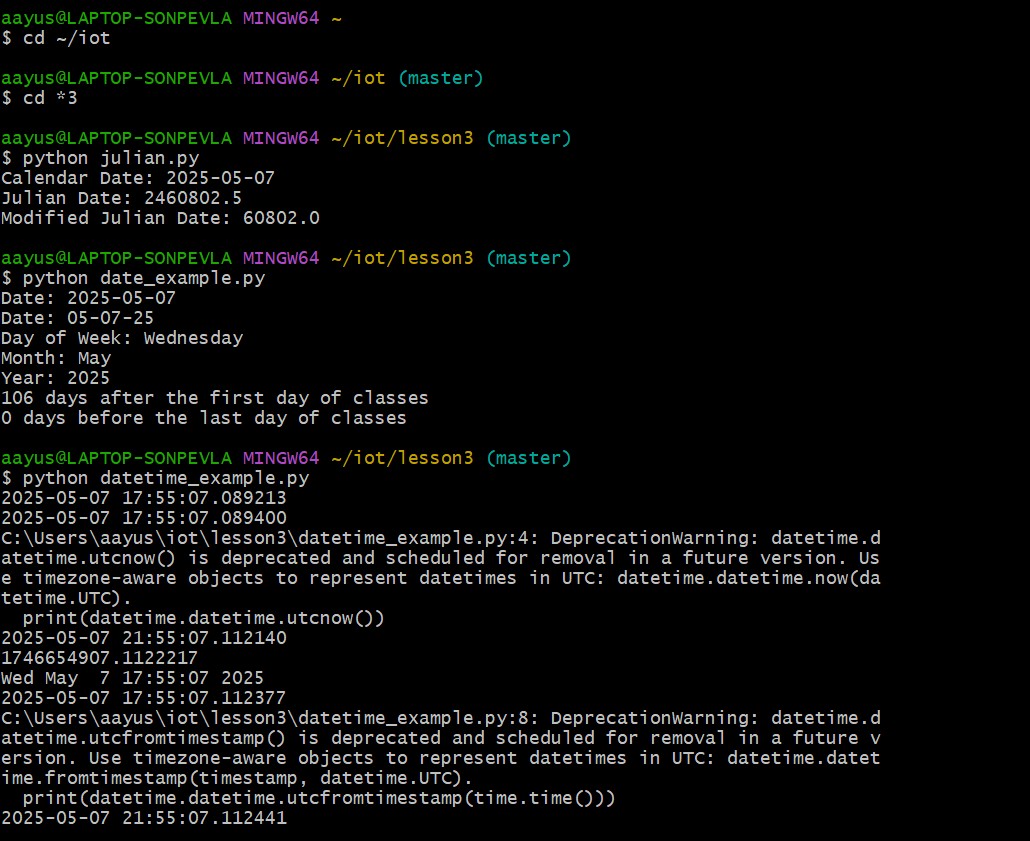 aayus@LAPTOP-SONPEVLA MINGW64 ~
$ cd ~/iot
aayus@LAPTOP-SONPEVLA MINGW64 ~/iot (master)
$ cd *3
aayus@LAPTOP-SONPEVLA MINGW64 ~/iot/lesson3 (master)
$ python julian.py
Calendar Date: 2025-05-07
Julian Date: 2460802.5
Modified Julian Date: 60802.0
aayus@LAPTOP-SONPEVLA MINGW64 ~/iot/lesson3 (master)
$ python date_example.py
Date: 2025-05-07
Date: 05-07-25
Day of Week: Wednesday
Month: May
Year: 2025
106 days after the first day of classes
0 days before the last day of classes
aayus@LAPTOP-SONPEVLA MINGW64 ~/iot/lesson3 (master)
$ python datetime_example.py
2025-05-07 17:55:07.089213
2025-05-07 17:55:07.089400
C:\Users\aayus\iot\lesson3\datetime_example.py:4: DeprecationWarning: datetime.d
atetime.utcnow() is deprecated and scheduled for removal in a future version. Us
e timezone-aware objects to represent datetimes in UTC: datetime.datetime.now(da
tetime.UTC).
  print(datetime.datetime.utcnow())
2025-05-07 21:55:07.112140
1746654907.1122217
Wed May  7 17:55:07 2025
2025-05-07 17:55:07.112377
C:\Users\aayus\iot\lesson3\datetime_example.py:8: DeprecationWarning: datetime.d
atetime.utcfromtimestamp() is deprecated and scheduled for removal in a future v
ersion. Use timezone-aware objects to represent datetimes in UTC: datetime.datet
ime.fromtimestamp(timestamp, datetime.UTC).
  print(datetime.datetime.utcfromtimestamp(time.time()))
2025-05-07 21:55:07.112441